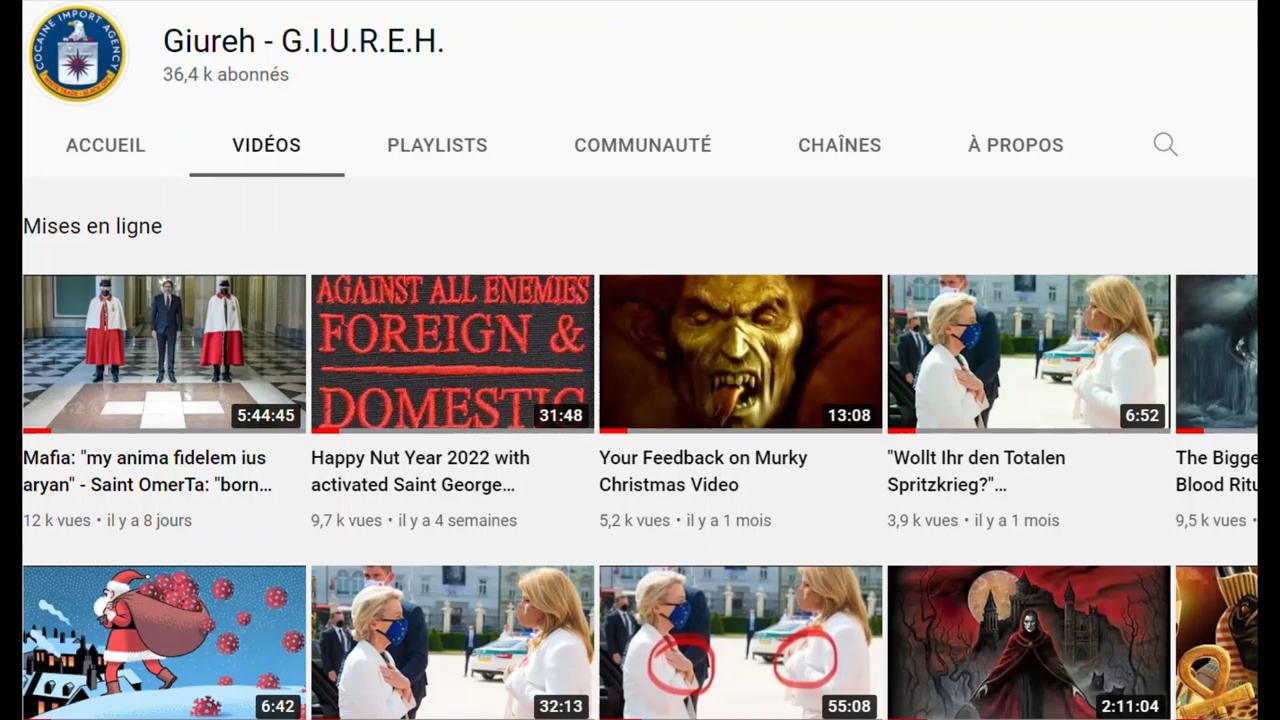 COCAINE IMPORT AGENCY
Giureh - G.I.U.R.E.H.
36,4 k abonnés
ACCUEIL VIDÉOS PLAYLISTS COMMUNAUTÉ CHAÎNES À PROPOS
Mises en ligne
AGAINST ALL ENEMIES
FOREIGN &
DOMESTIC
5:44:45 31:48 13:08 6:52
Mafia: "my anima fidelem ius Happy Nut Year 2022 with Your Feedback on Murky "Wollt Ihr den Totalen The Bigge
aryan" - Saint OmerTa: "born... activated Saint George... Christmas Video Spritzkrieg?"... Blood Ritu
12 k vues • il y a 8 jours 9,7 k vues • il y a 4 semaines 5,2 k vues • il y a 1 mois 3,9 k vues • il y a 1 mois 9,5 k vues •
6:42 32:13 55:08 2:11:04